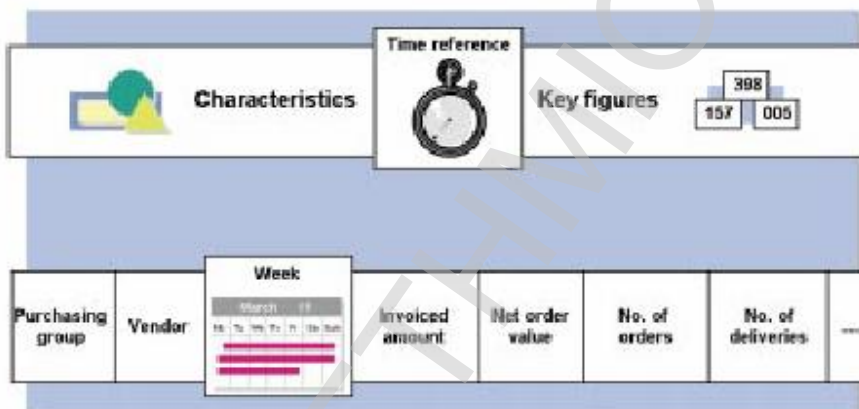 Time reference
Characteristics
Key figures
398
157 005
Week
March
Purchasing
group
Vendor
Invoiced
amount
Net order
value
No. of
orders
No. of
deliveries